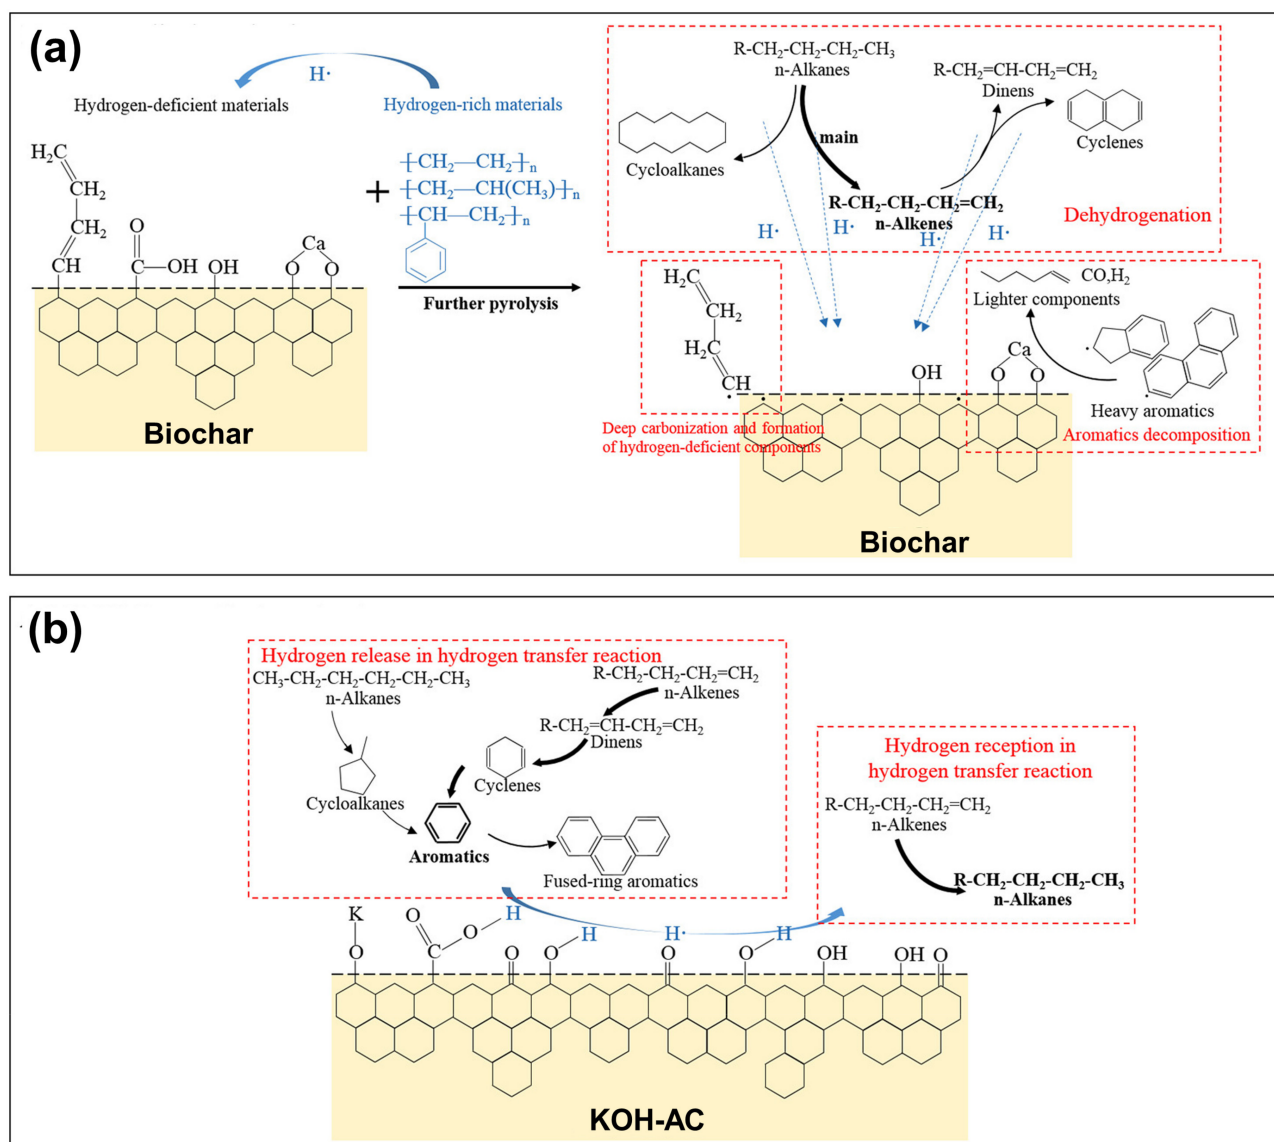 (a)
H·
Hydrogen-deficient materials
Hydrogen-rich materials
H₂C
CH₂
CH₂
CH
O
C—OH
OH
Ca
O
O
+
-[CH₂—CH₂]-ₙ
-[CH₂—CH(CH₃)]-ₙ
-[CH—CH₂]-ₙ
Further pyrolysis
Biochar
R-CH₂-CH₂-CH₂-CH₃
n-Alkanes
R-CH₂=CH-CH₂=CH₂
Dinens
Cycloalkanes
main
Cyclenes
R-CH₂-CH₂-CH₂=CH₂
n-Alkenes
Dehydrogenation
H·
H·
H·
H·
H₂C
CH₂
H₂C
CH
Deep carbonization and formation
of hydrogen-deficient components
OH
Ca
O
O
CO,H₂
Lighter components
Heavy aromatics
Aromatics decomposition
Biochar
(b)
Hydrogen release in hydrogen transfer reaction
CH₃-CH₂-CH₂-CH₂-CH₂-CH₃
n-Alkanes
R-CH₂-CH₂-CH₂=CH₂
n-Alkenes
R-CH₂=CH-CH₂=CH₂
Dinens
Cycloalkanes
Cyclenes
Aromatics
Fused-ring aromatics
Hydrogen reception in
hydrogen transfer reaction
R-CH₂-CH₂-CH₂=CH₂
n-Alkenes
R-CH₂-CH₂-CH₂-CH₃
n-Alkanes
K
O
O
C
O
H
O
O
H
H·
O
O
H
OH
OH
O
KOH-AC